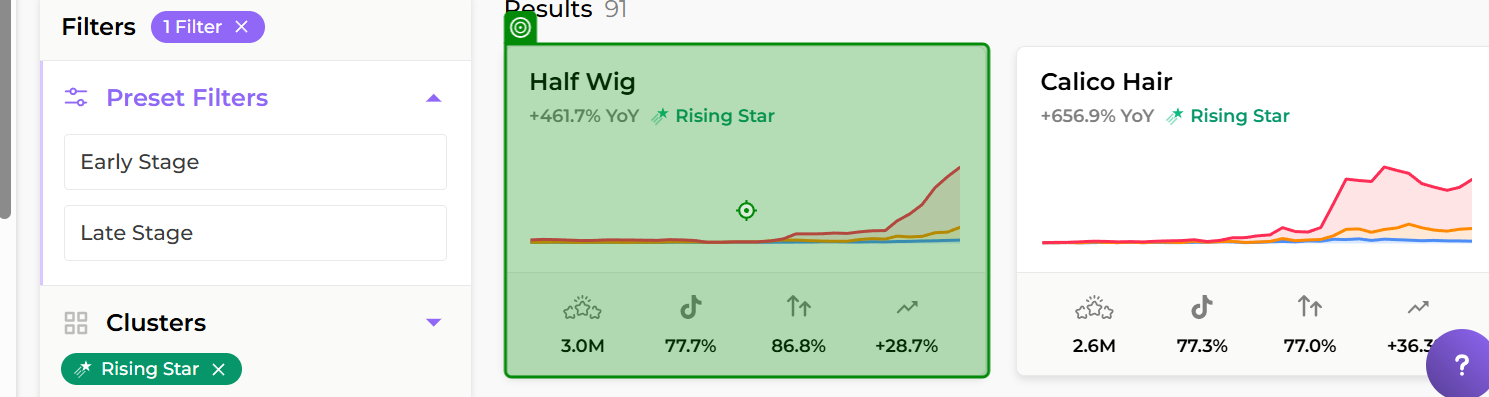 Filters
1 Filter ×
Preset Filters
Early Stage
Late Stage
Clusters
Rising Star ×
Results 91
Half Wig
+461.7% YoY Rising Star
3.0M 77.7% 86.8% +28.7%
Calico Hair
+656.9% YoY Rising Star
2.6M 77.3% 77.0% +36.3
?